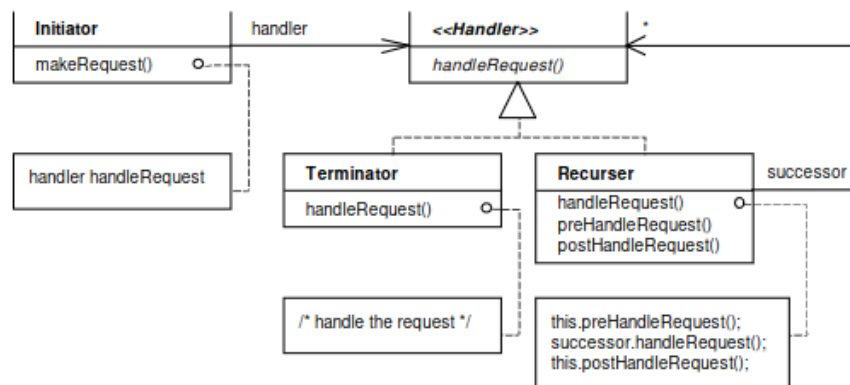 Initiator
handler
<<Handler>>
*
makeRequest()
handleRequest()
handler handleRequest
Terminator
Recurser
successor
handleRequest()
handleRequest()
preHandleRequest()
postHandleRequest()
/* handle the request */
this.preHandleRequest();
successor.handleRequest();
this.postHandleRequest();